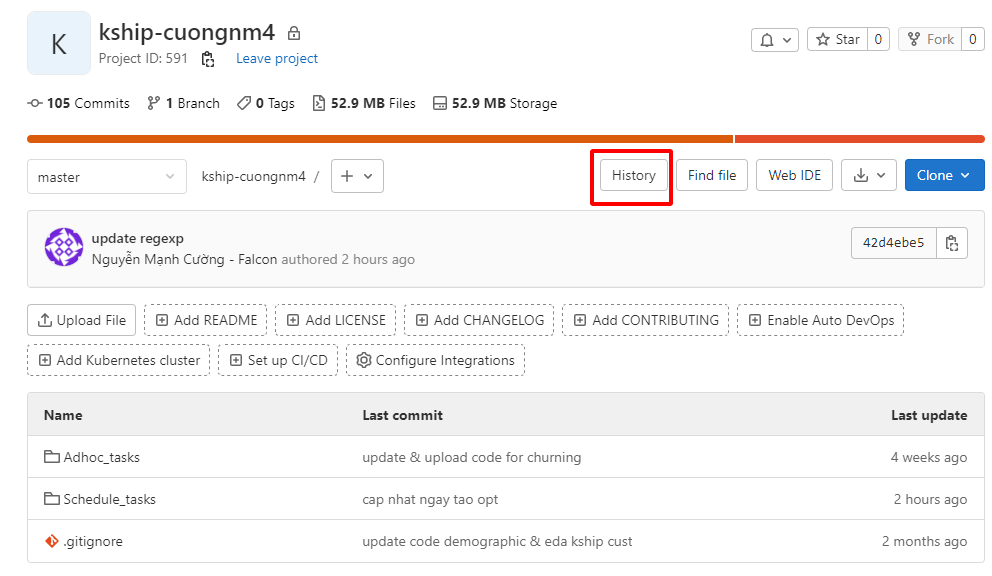 K
kship-cuongnm4
Project ID: 591 Leave project
Star 0 Fork 0
105 Commits 1 Branch 0 Tags 52.9 MB Files 52.9 MB Storage
master kship-cuongnm4 / + History Find file Web IDE Clone
update regexp
Nguyễn Mạnh Cường - Falcon authored 2 hours ago
42d4ebe5
Upload File Add README Add LICENSE Add CHANGELOG Add CONTRIBUTING Enable Auto DevOps
Add Kubernetes cluster Set up CI/CD Configure Integrations
Name Last commit Last update
Adhoc_tasks update & upload code for churning 4 weeks ago
Schedule_tasks cap nhat ngay tao opt 2 hours ago
.gitignore update code demographic & eda kship cust 2 months ago